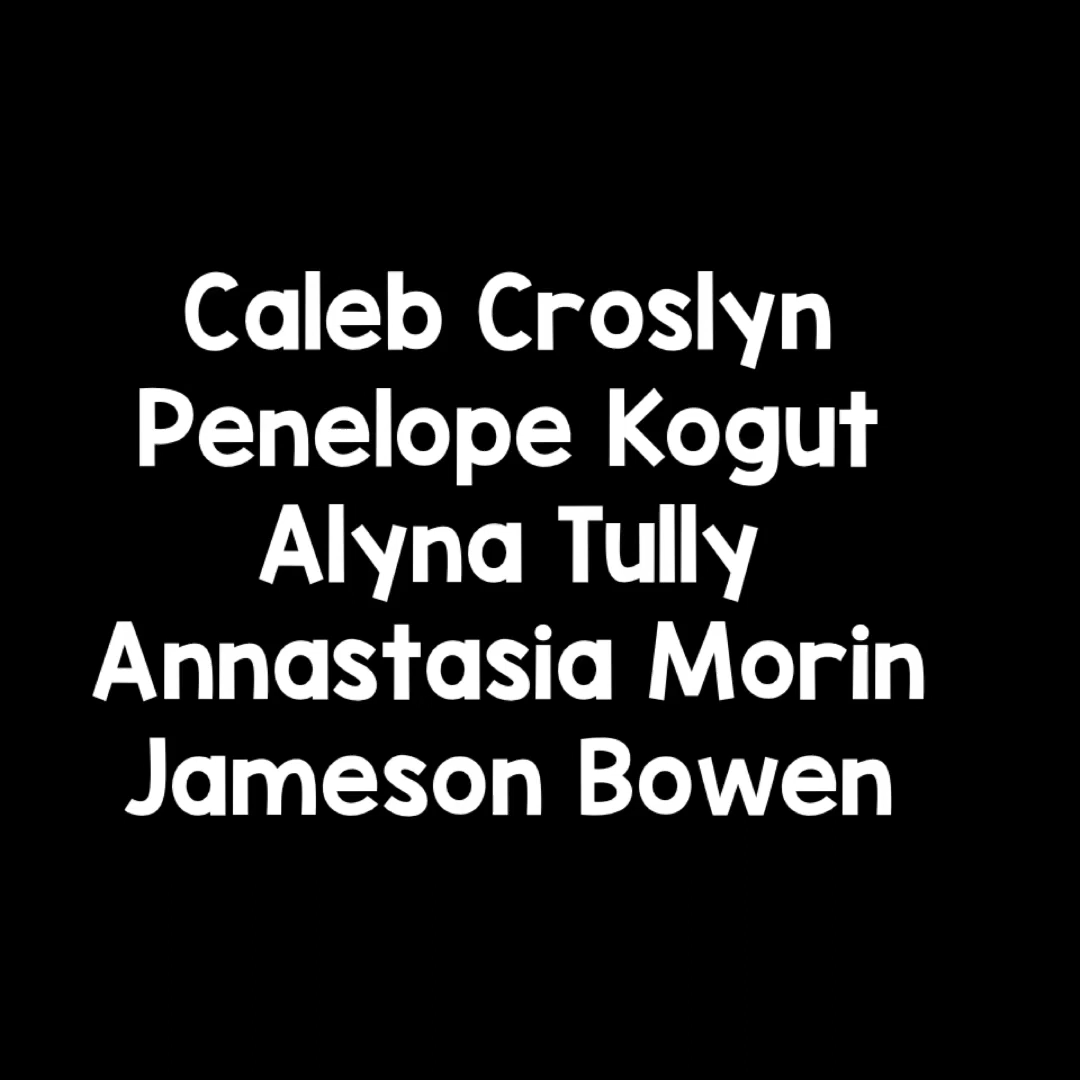 Caleb Croslyn
Penelope Kogut
Alyna Tully
Annastasia Morin
Jameson Bowen